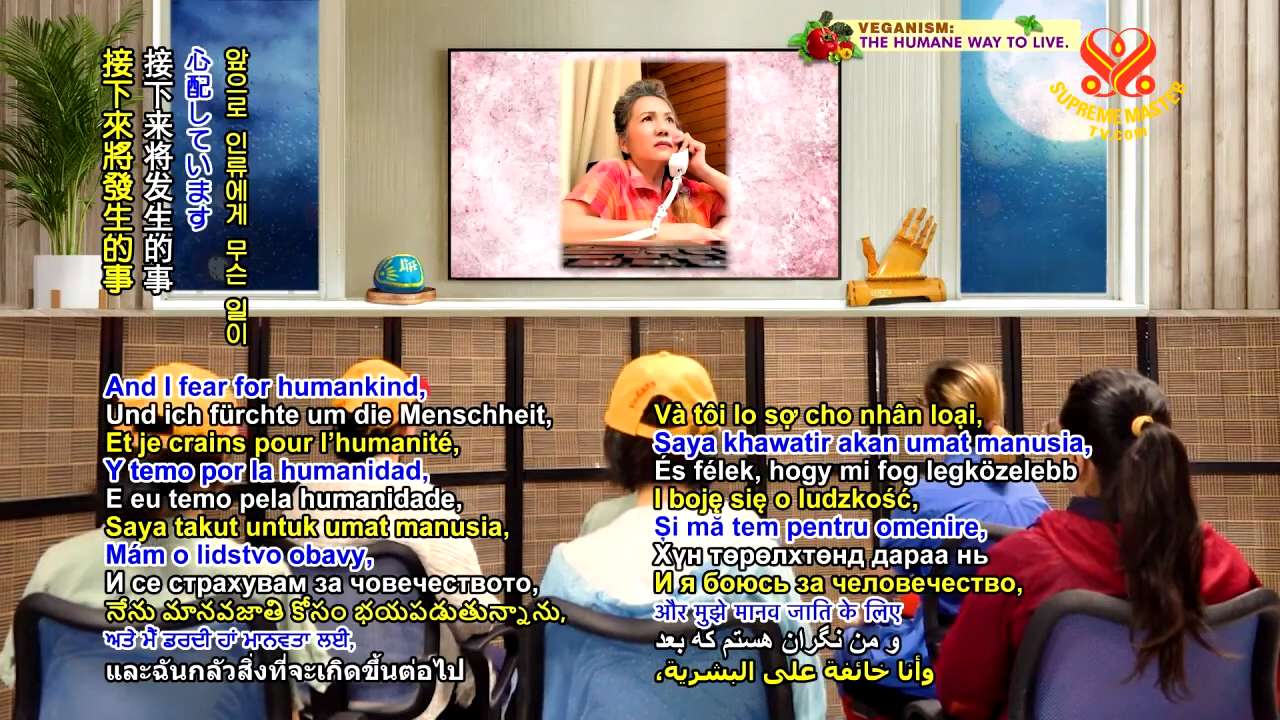 VEGANISM:
THE HUMANE WAY TO LIVE.
SUPREME MASTER
TV.com
앞으로 인류에게 무슨 일이
心配しています
接下来将发生的事
接下來將發生的事
LIFE
And I fear for humankind,
Und ich fürchte um die Menschheit,
Et je crains pour l’humanité,
Y temo por la humanidad,
E eu temo pela humanidade,
Saya takut untuk umat manusia,
Mám o lidstvo obavy,
И се страхувам за човечеството,
నేను మానవజాతి కోసం భయపడుతున్నాను,
ਅਤੇ ਮੈਂ ਡਰਦੀ ਹਾਂ ਮਾਨਵਤਾ ਲਈ,
และฉันกลัวสิ่งที่จะเกิดขึ้นต่อไป
Và tôi lo sợ cho nhân loại,
Saya khawatir akan umat manusia,
És félek, hogy mi fog legközelebb
I boję się o ludzkość,
Și mă tem pentru omenire,
Хүн төрөлхтөнд дараа нь
И я боюсь за человечество,
और मुझे मानव जाति के लिए
و من نگران هستم که بعد
وأنا خائفة على البشرية،